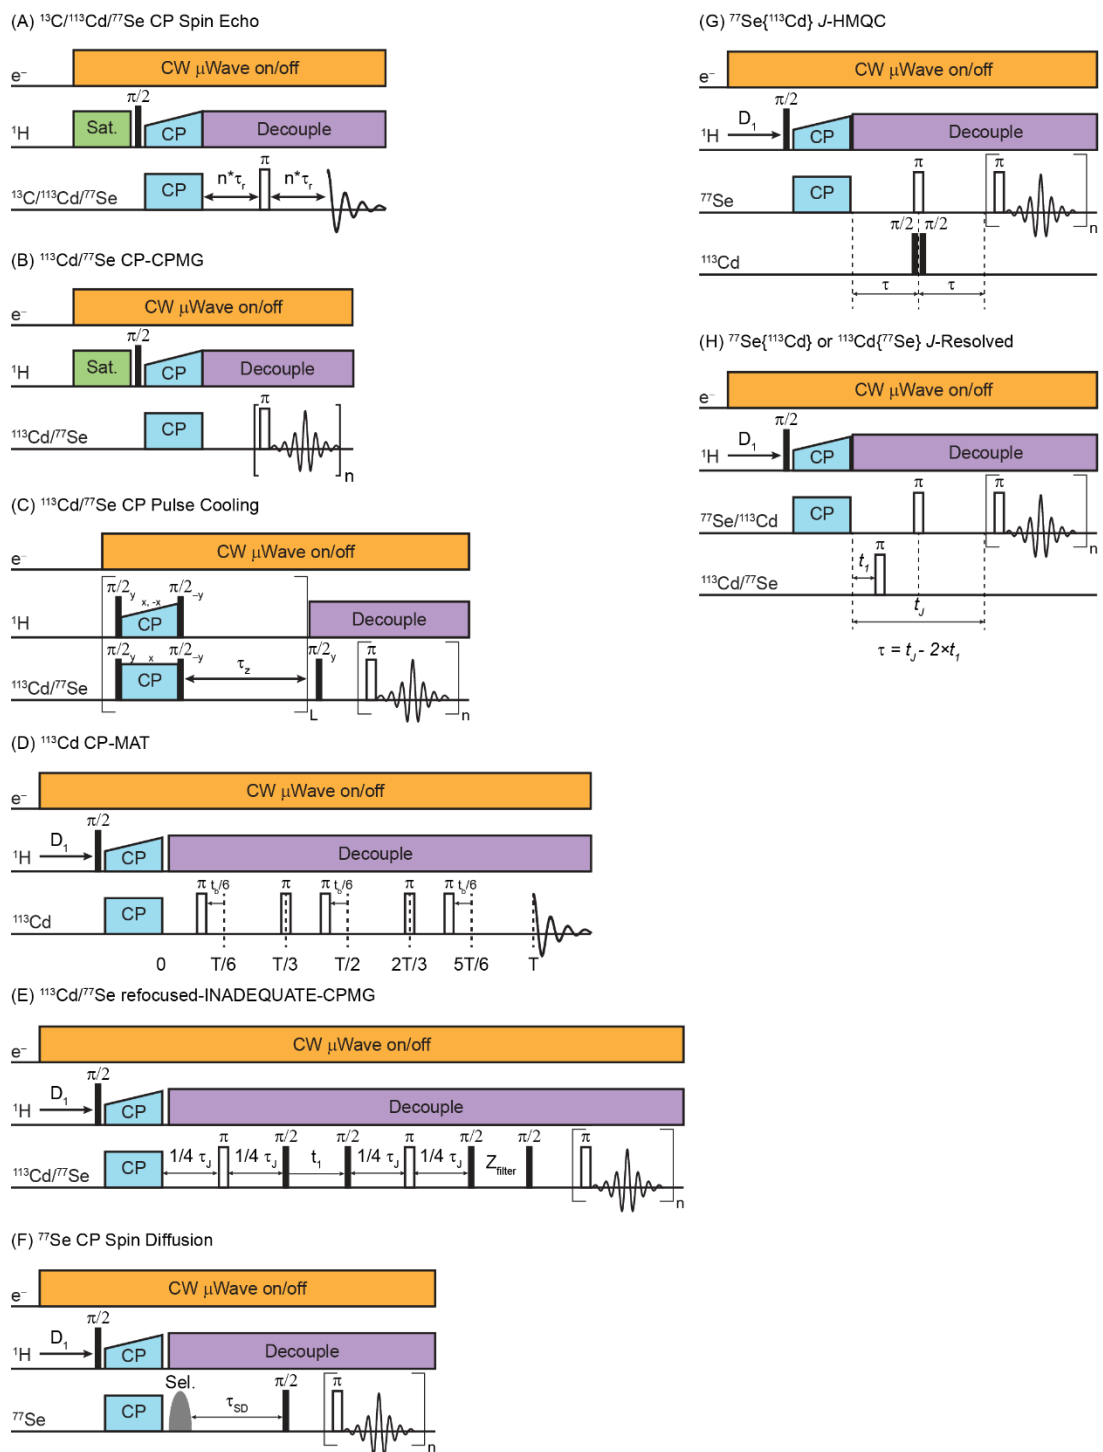 (A) ¹³C/¹¹³Cd/⁷⁷Se CP Spin Echo
e⁻ CW μWave on/off
π/2
¹H Sat. CP Decouple
π
¹³C/¹¹³Cd/⁷⁷Se CP n*τᵣ n*τᵣ
(B) ¹¹³Cd/⁷⁷Se CP-CPMG
e⁻ CW μWave on/off
π/2
¹H Sat. CP Decouple
π
¹¹³Cd/⁷⁷Se CP n
(C) ¹¹³Cd/⁷⁷Se CP Pulse Cooling
e⁻ CW μWave on/off
π/2y x, -x π/2-y
¹H CP Decouple
π/2y x π/2-y τz π/2y π
¹¹³Cd/⁷⁷Se CP L n
(D) ¹¹³Cd CP-MAT
e⁻ CW μWave on/off
π/2
¹H D₁ CP Decouple
π t_b/6 π π t_b/6 π π t_b/6
¹¹³Cd CP
0 T/6 T/3 T/2 2T/3 5T/6 T
(E) ¹¹³Cd/⁷⁷Se refocused-INADEQUATE-CPMG
e⁻ CW μWave on/off
π/2
¹H D₁ CP Decouple
π π/2 π/2 π π/2 π/2 π
¹¹³Cd/⁷⁷Se CP 1/4 τJ 1/4 τJ t₁ 1/4 τJ 1/4 τJ Zfilter n
(F) ⁷⁷Se CP Spin Diffusion
e⁻ CW μWave on/off
π/2
¹H D₁ CP Decouple
Sel. π/2 π
⁷⁷Se CP τSD n
(G) ⁷⁷Se{¹¹³Cd} J-HMQC
e⁻ CW μWave on/off
π/2
¹H D₁ CP Decouple
π π
⁷⁷Se CP n
π/2 π/2
¹¹³Cd
τ τ
(H) ⁷⁷Se{¹¹³Cd} or ¹¹³Cd{⁷⁷Se} J-Resolved
e⁻ CW μWave on/off
π/2
¹H D₁ CP Decouple
π π
⁷⁷Se/¹¹³Cd CP n
π
t₁
¹¹³Cd/⁷⁷Se
tJ
τ = tJ - 2×t₁